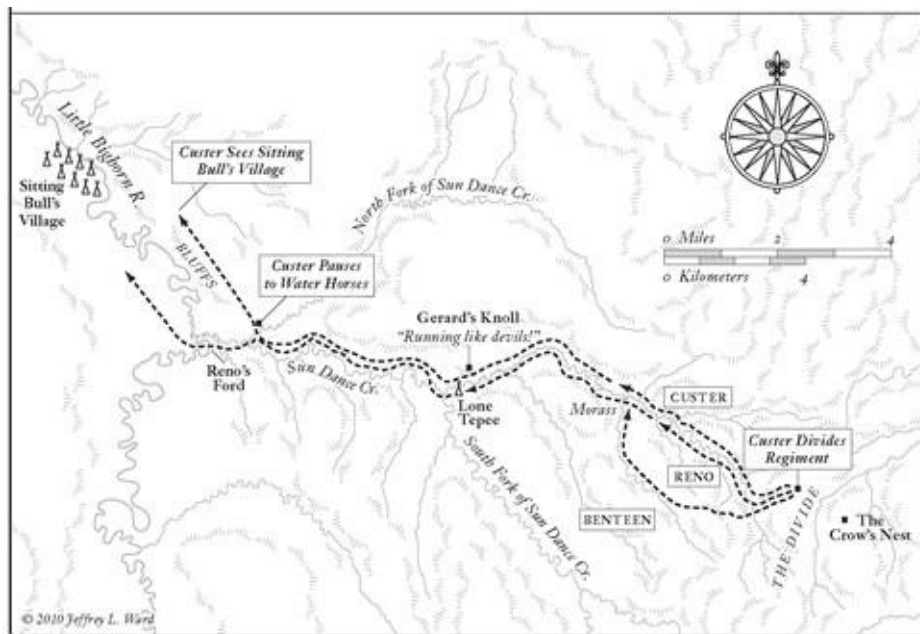 Little Bighorn R.
Custer Sees Sitting
Bull's Village
Sitting
Bull's
Village
North Fork of Sun Dance Cr.
o Miles
2
4
o Kilometers
4
BLUFFS
Custer Pauses
to Water Horses
Gerard's Knoll
"Running like devils!"
Reno's
Ford
Sun Dance Cr.
Lone
Tepee
Morass
CUSTER
Custer Divides
Regiment
RENO
BENTEEN
South Fork of Sun Dance Cr.
THE DIVIDE
The
Crow's Nest
© 2010 Jeffrey L. Ward